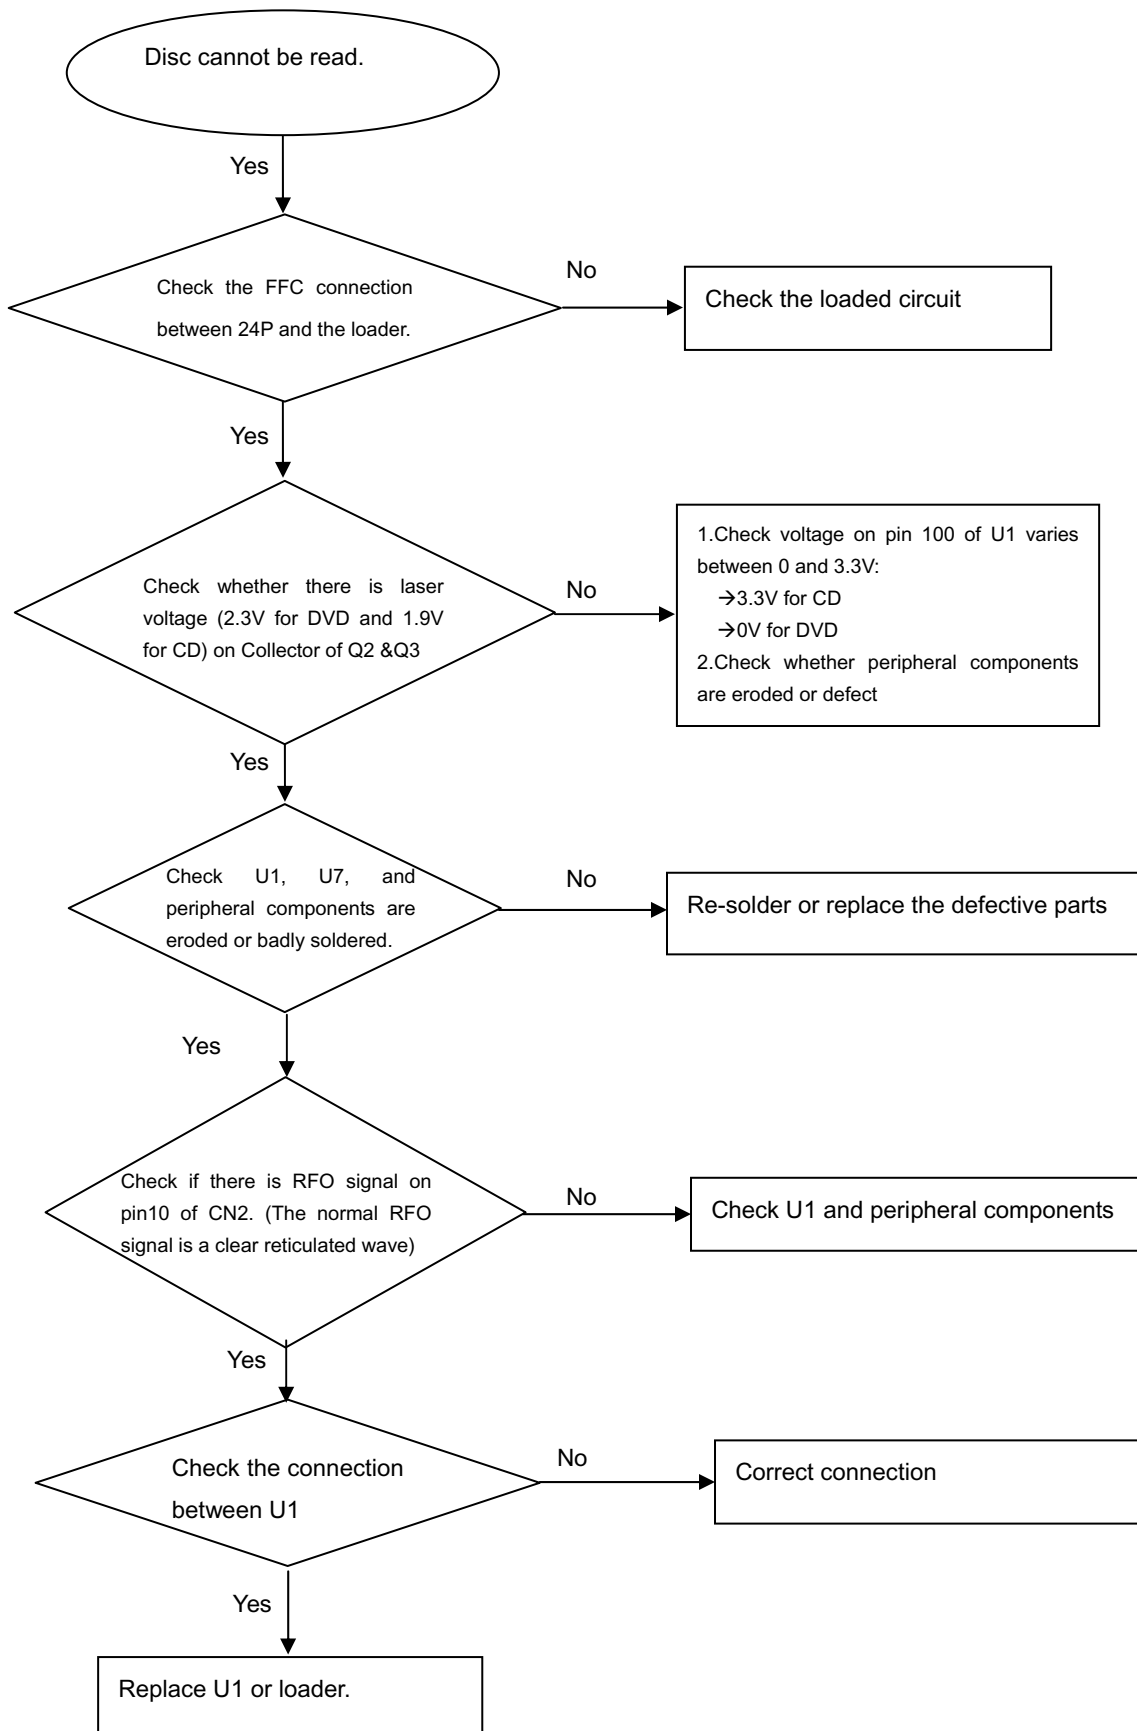 Disc cannot be read.
Yes
Check the FFC connection
between 24P and the loader.
No
Check the loaded circuit
Yes
Check whether there is laser
voltage (2.3V for DVD and 1.9V
for CD) on Collector of Q2 &Q3
No
1.Check voltage on pin 100 of U1 varies
between 0 and 3.3V:
→3.3V for CD
→0V for DVD
2.Check whether peripheral components
are eroded or defect
Yes
Check U1, U7, and
peripheral components are
eroded or badly soldered.
No
Re-solder or replace the defective parts
Yes
Check if there is RFO signal on
pin10 of CN2. (The normal RFO
signal is a clear reticulated wave)
No
Check U1 and peripheral components
Yes
Check the connection
between U1
No
Correct connection
Yes
Replace U1 or loader.